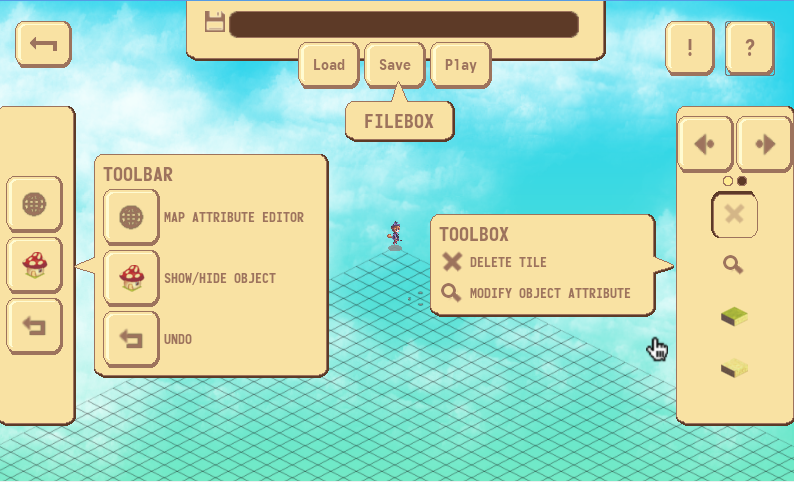 !
?
Load
Save
Play
FILEBOX
TOOLBAR
MAP ATTRIBUTE EDITOR
SHOW/HIDE OBJECT
UNDO
TOOLBOX
DELETE TILE
MODIFY OBJECT ATTRIBUTE